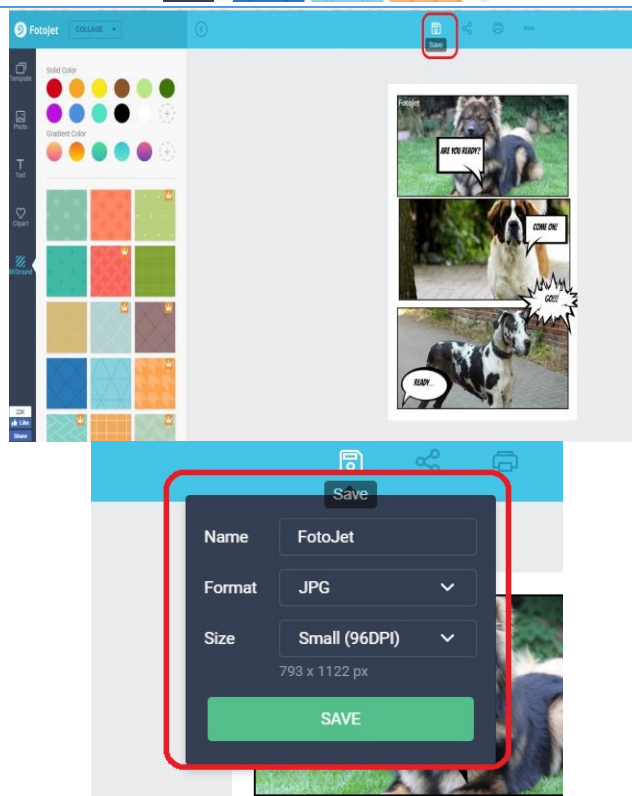 FotoJet COLLAGE
Save
Template
Photo
Text
Clipart
BKGround
Solid Color
Gradient Color
22K
Like
Share
Fotojet
ARE YOU READY?
COME ON!
GO!!!
READY...
Save
Name FotoJet
Format JPG
Size Small (96DPI)
793 x 1122 px
SAVE